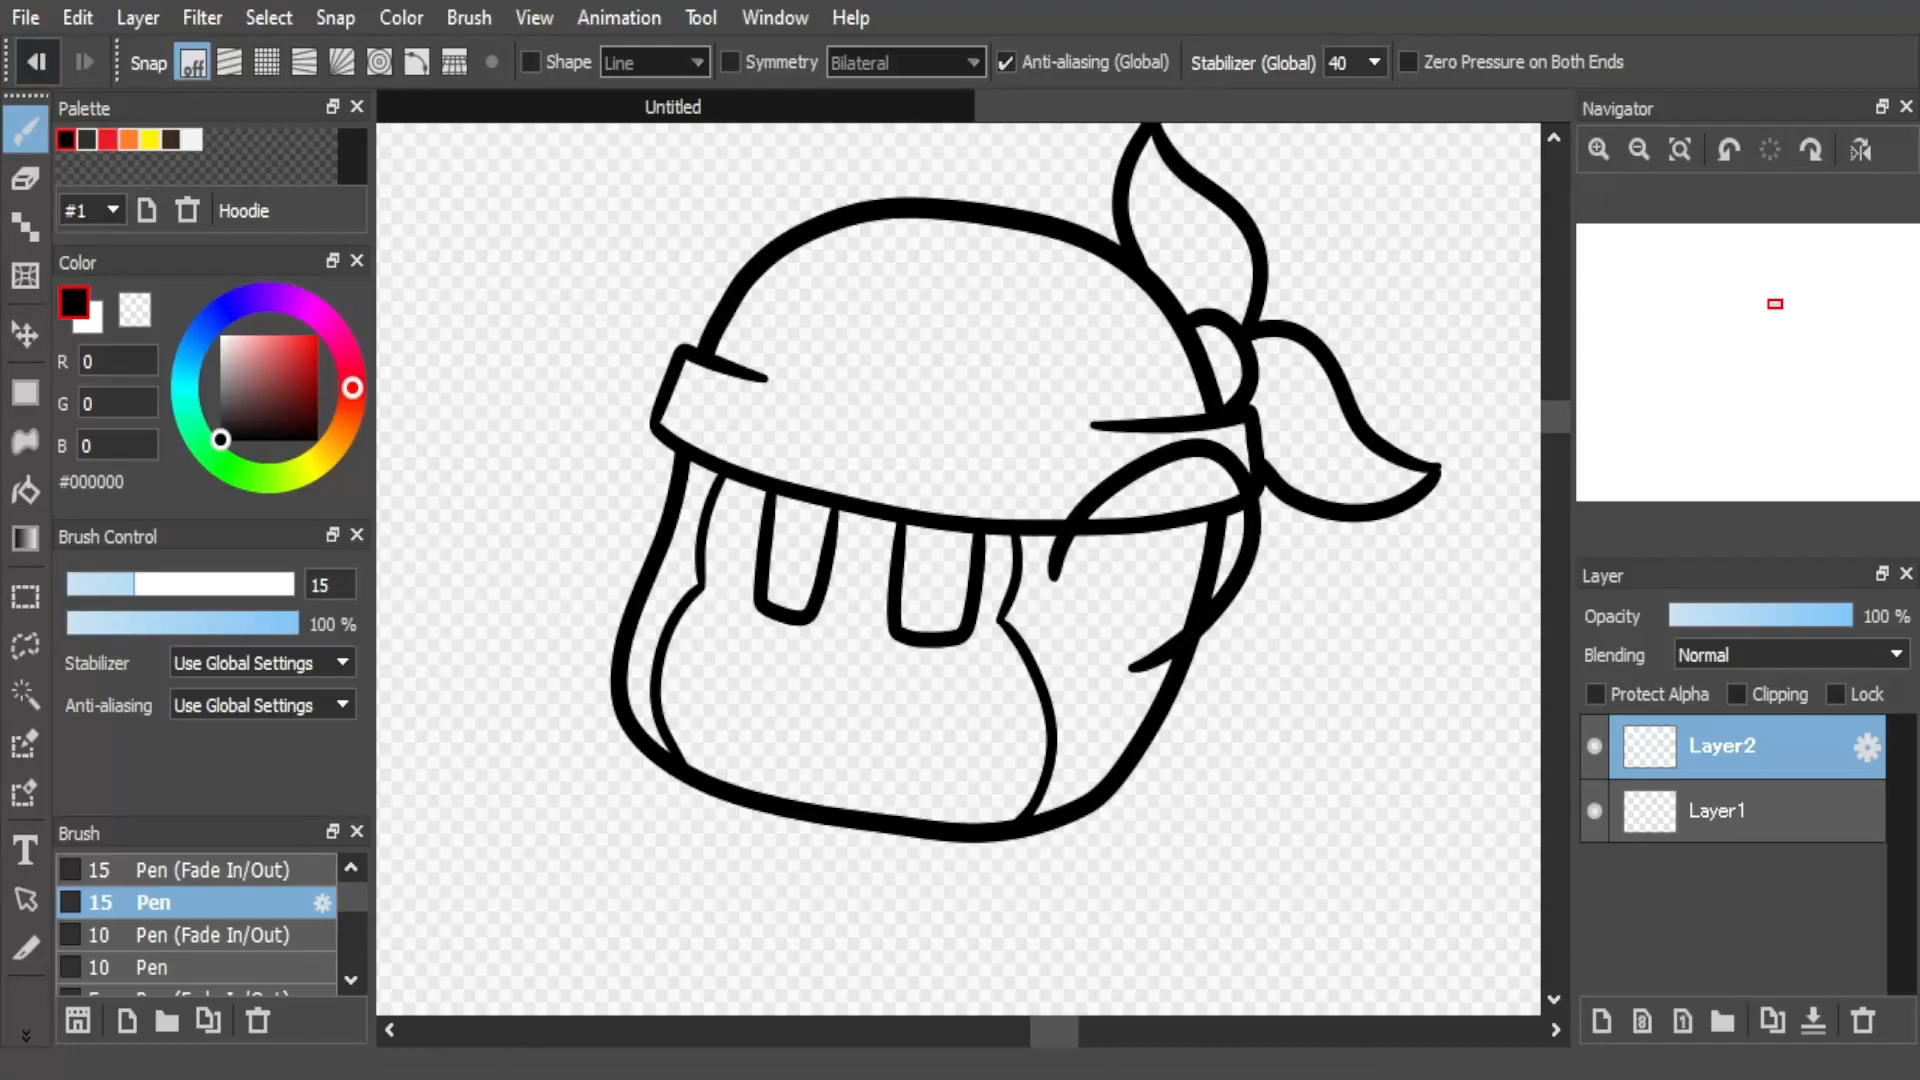 File Edit Layer Filter Select Snap Color Brush View Animation Tool Window Help
Snap off Shape Line Symmetry Bilateral Anti-aliasing (Global) Stabilizer (Global) 40 Zero Pressure on Both Ends
Palette
#1 Hoodie
Color
R 0
G 0
B 0
#000000
Brush Control
15
100 %
Stabilizer Use Global Settings
Anti-aliasing Use Global Settings
Brush
15 Pen (Fade In/Out)
15 Pen
10 Pen (Fade In/Out)
10 Pen
T
Untitled
Navigator
Layer
Opacity 100 %
Blending Normal
Protect Alpha Clipping Lock
Layer2
Layer1
8 1